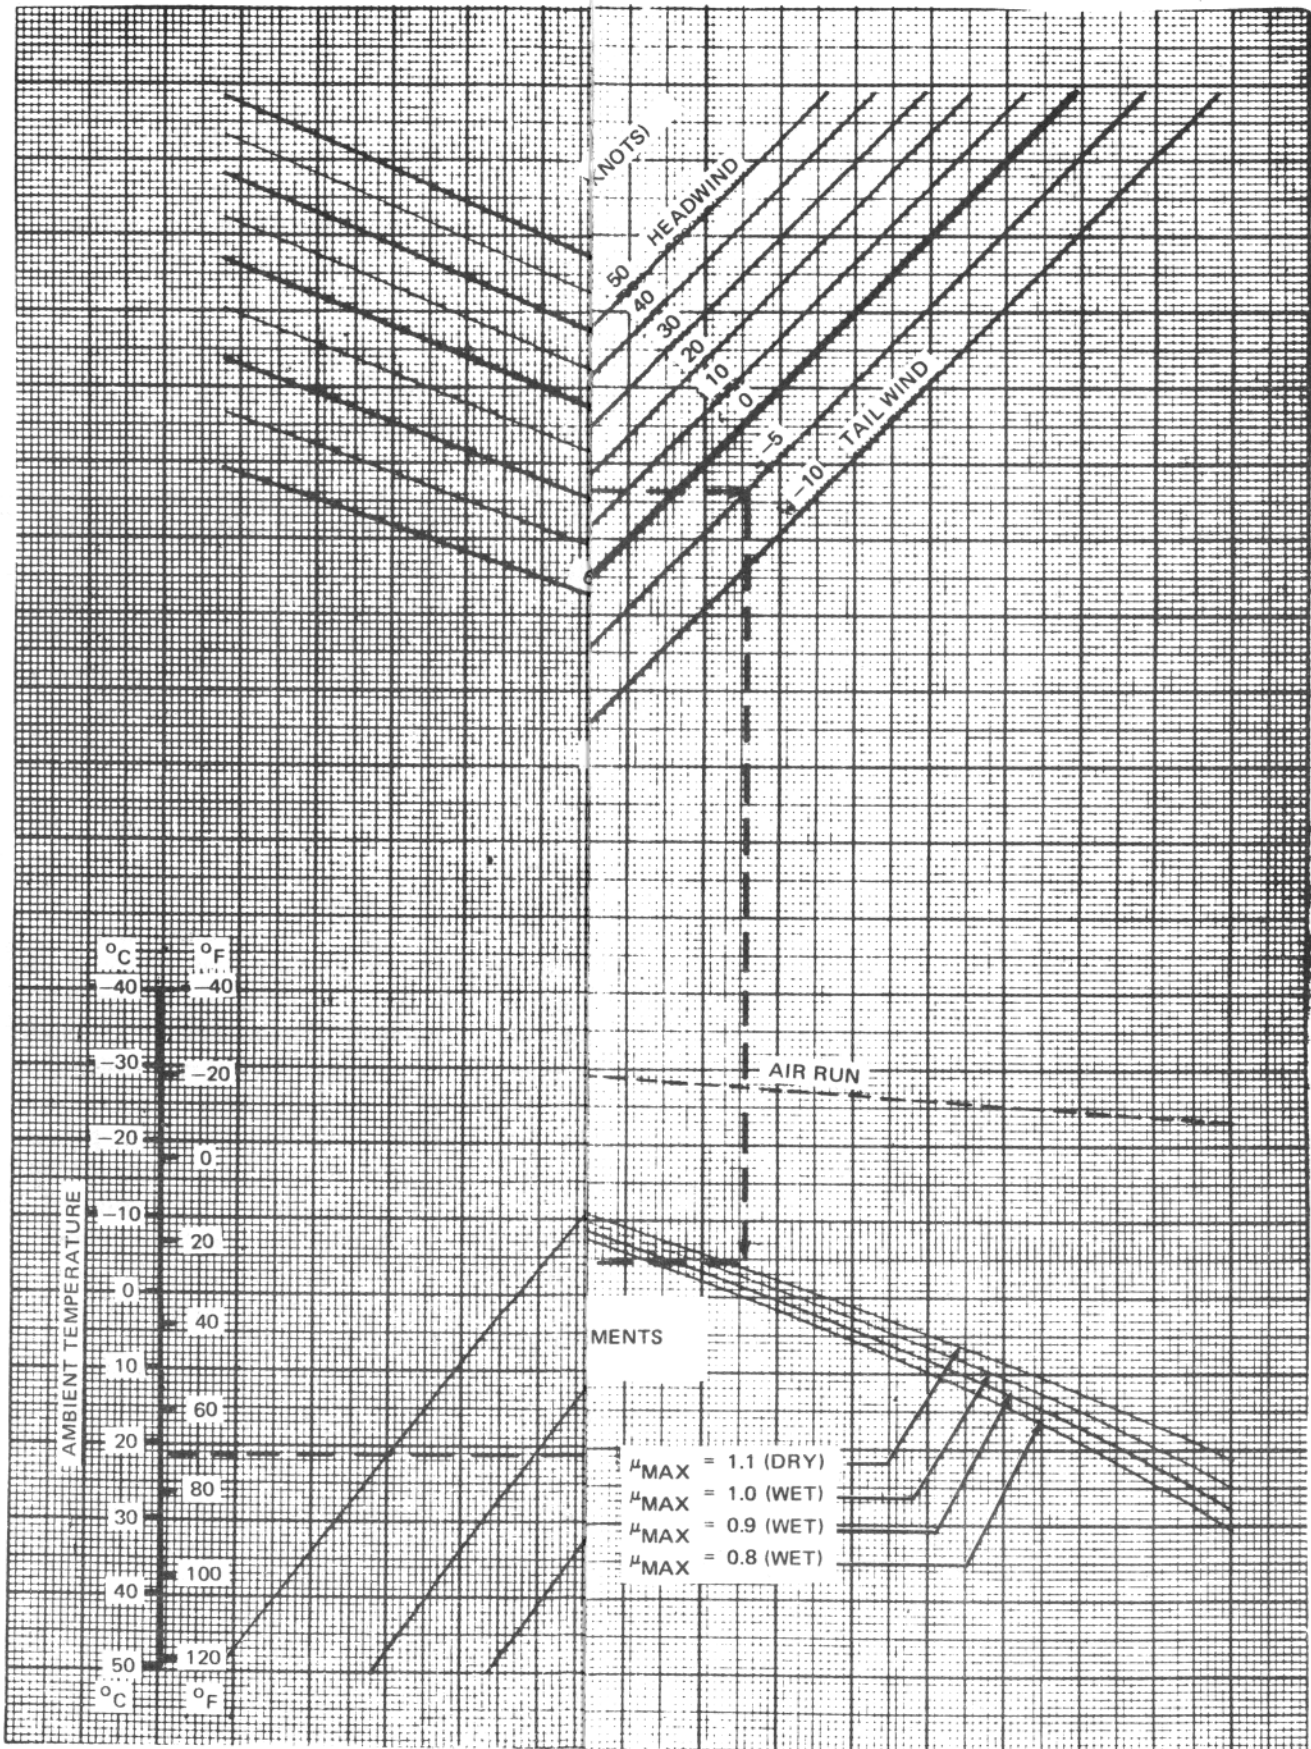 KNOTS)
HEADWIND
50
40
30
20
10
0
-5
-10 TAILWIND
°C °F
-40 -40
-30
-20
-20
0
-10
20
0
40
10
60
20
80
30
100
40
120
50
°C °F
AMBIENT TEMPERATURE
AIR RUN
MENTS
μMAX = 1.1 (DRY)
μMAX = 1.0 (WET)
μMAX = 0.9 (WET)
μMAX = 0.8 (WET)